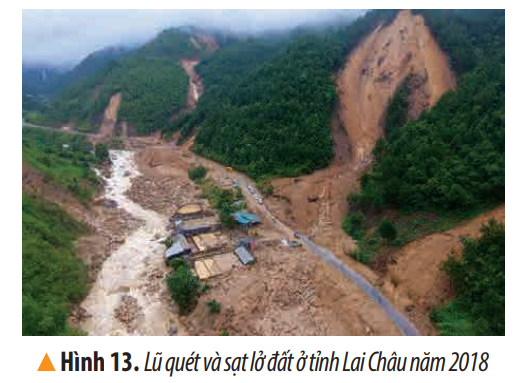 ▲ Hình 13. Lũ quét và sạt lở đất ở tỉnh Lai Châu năm 2018